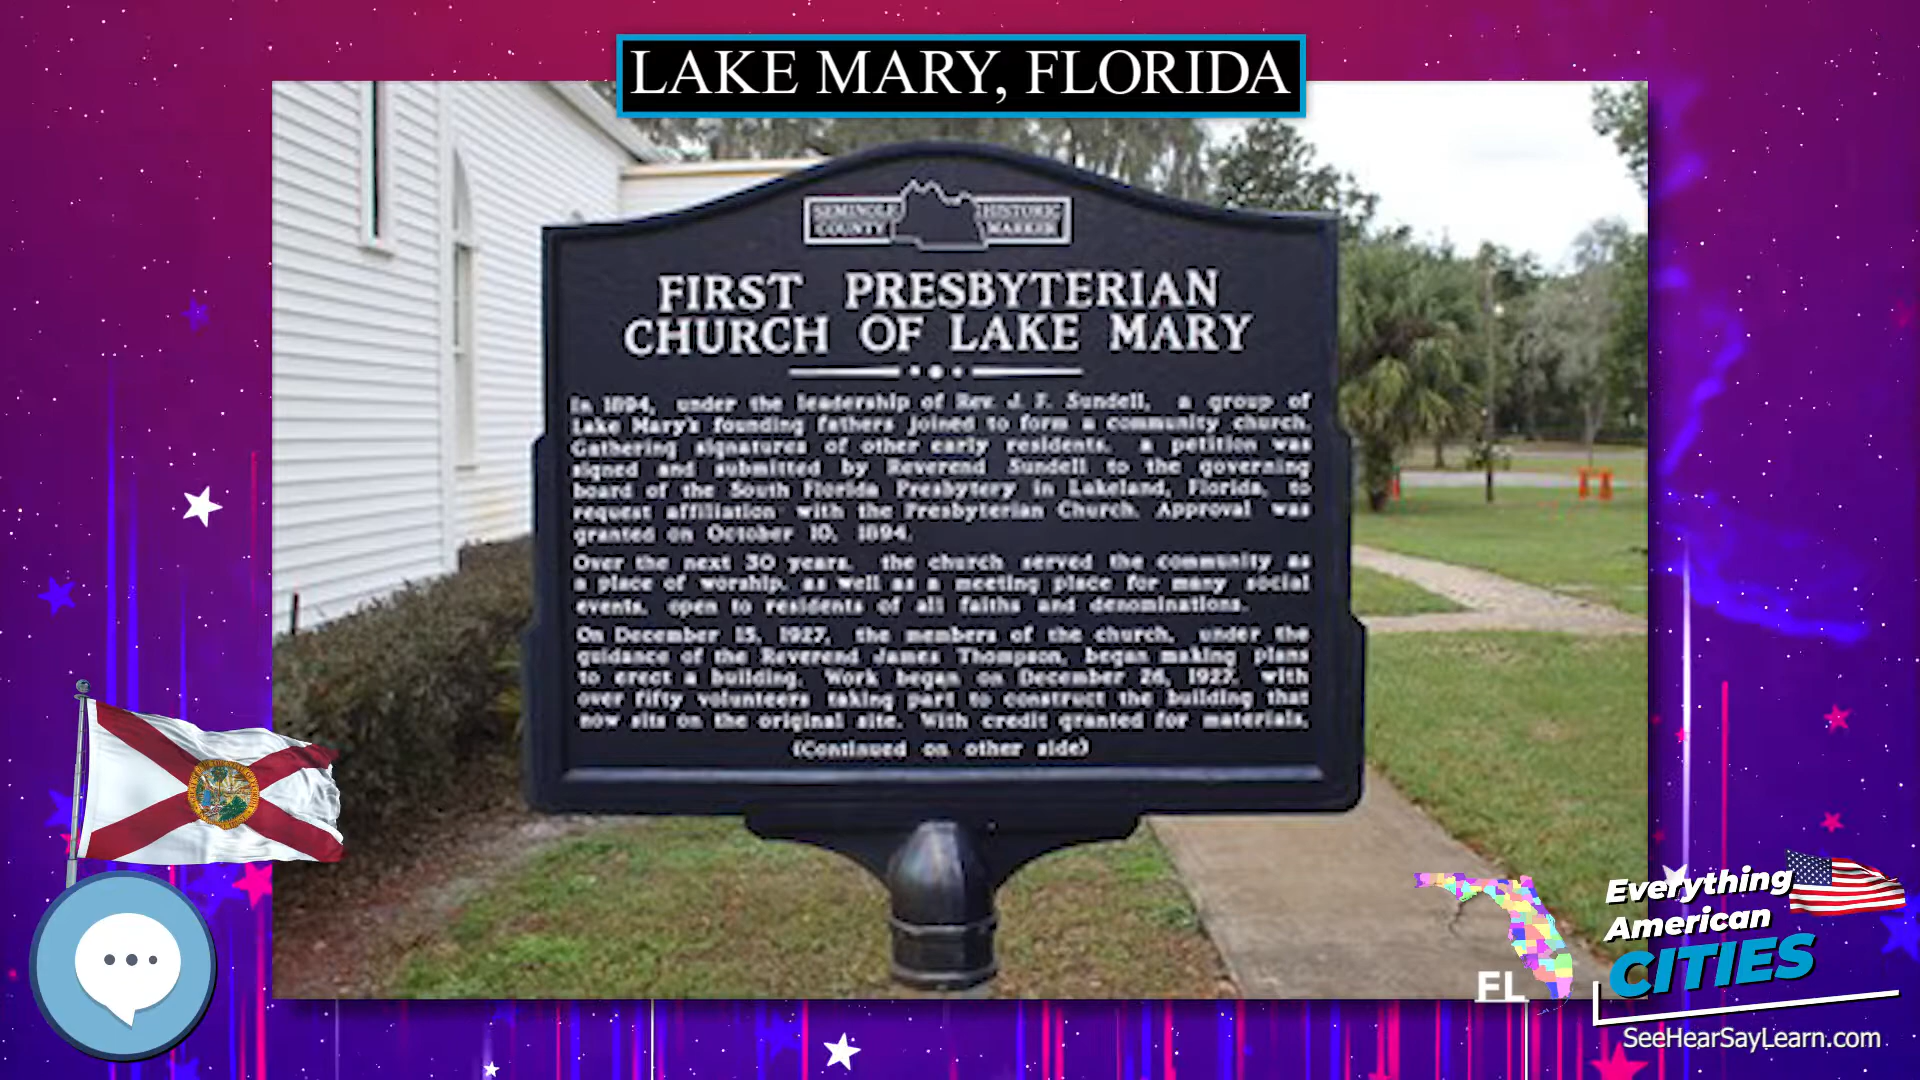 LAKE MARY, FLORIDA
SEMINOLE COUNTY HISTORIC MARKER
FIRST PRESBYTERIAN
CHURCH OF LAKE MARY
In 1894, under the leadership of Rev. J. F. Sundell, a group of
Lake Mary's founding fathers joined to form a community church.
Gathering signatures of other early residents, a petition was
signed and submitted by Reverend Sundell to the governing
board of the South Florida Presbytery in Lakeland, Florida, to
request affiliation with the Presbyterian Church. Approval was
granted on October 10, 1894.
Over the next 30 years, the church served the community as
a place of worship, as well as a meeting place for many social
events, open to residents of all faiths and denominations.
On December 15, 1927, the members of the church, under the
guidance of the Reverend James Thompson, began making plans
to erect a building. Work began on December 26, 1927, with
over fifty volunteers taking part to construct the building that
now sits on the original site. With credit granted for materials,
(Continued on other side)
FL
Everything
American
CITIES
SeeHearSayLearn.com